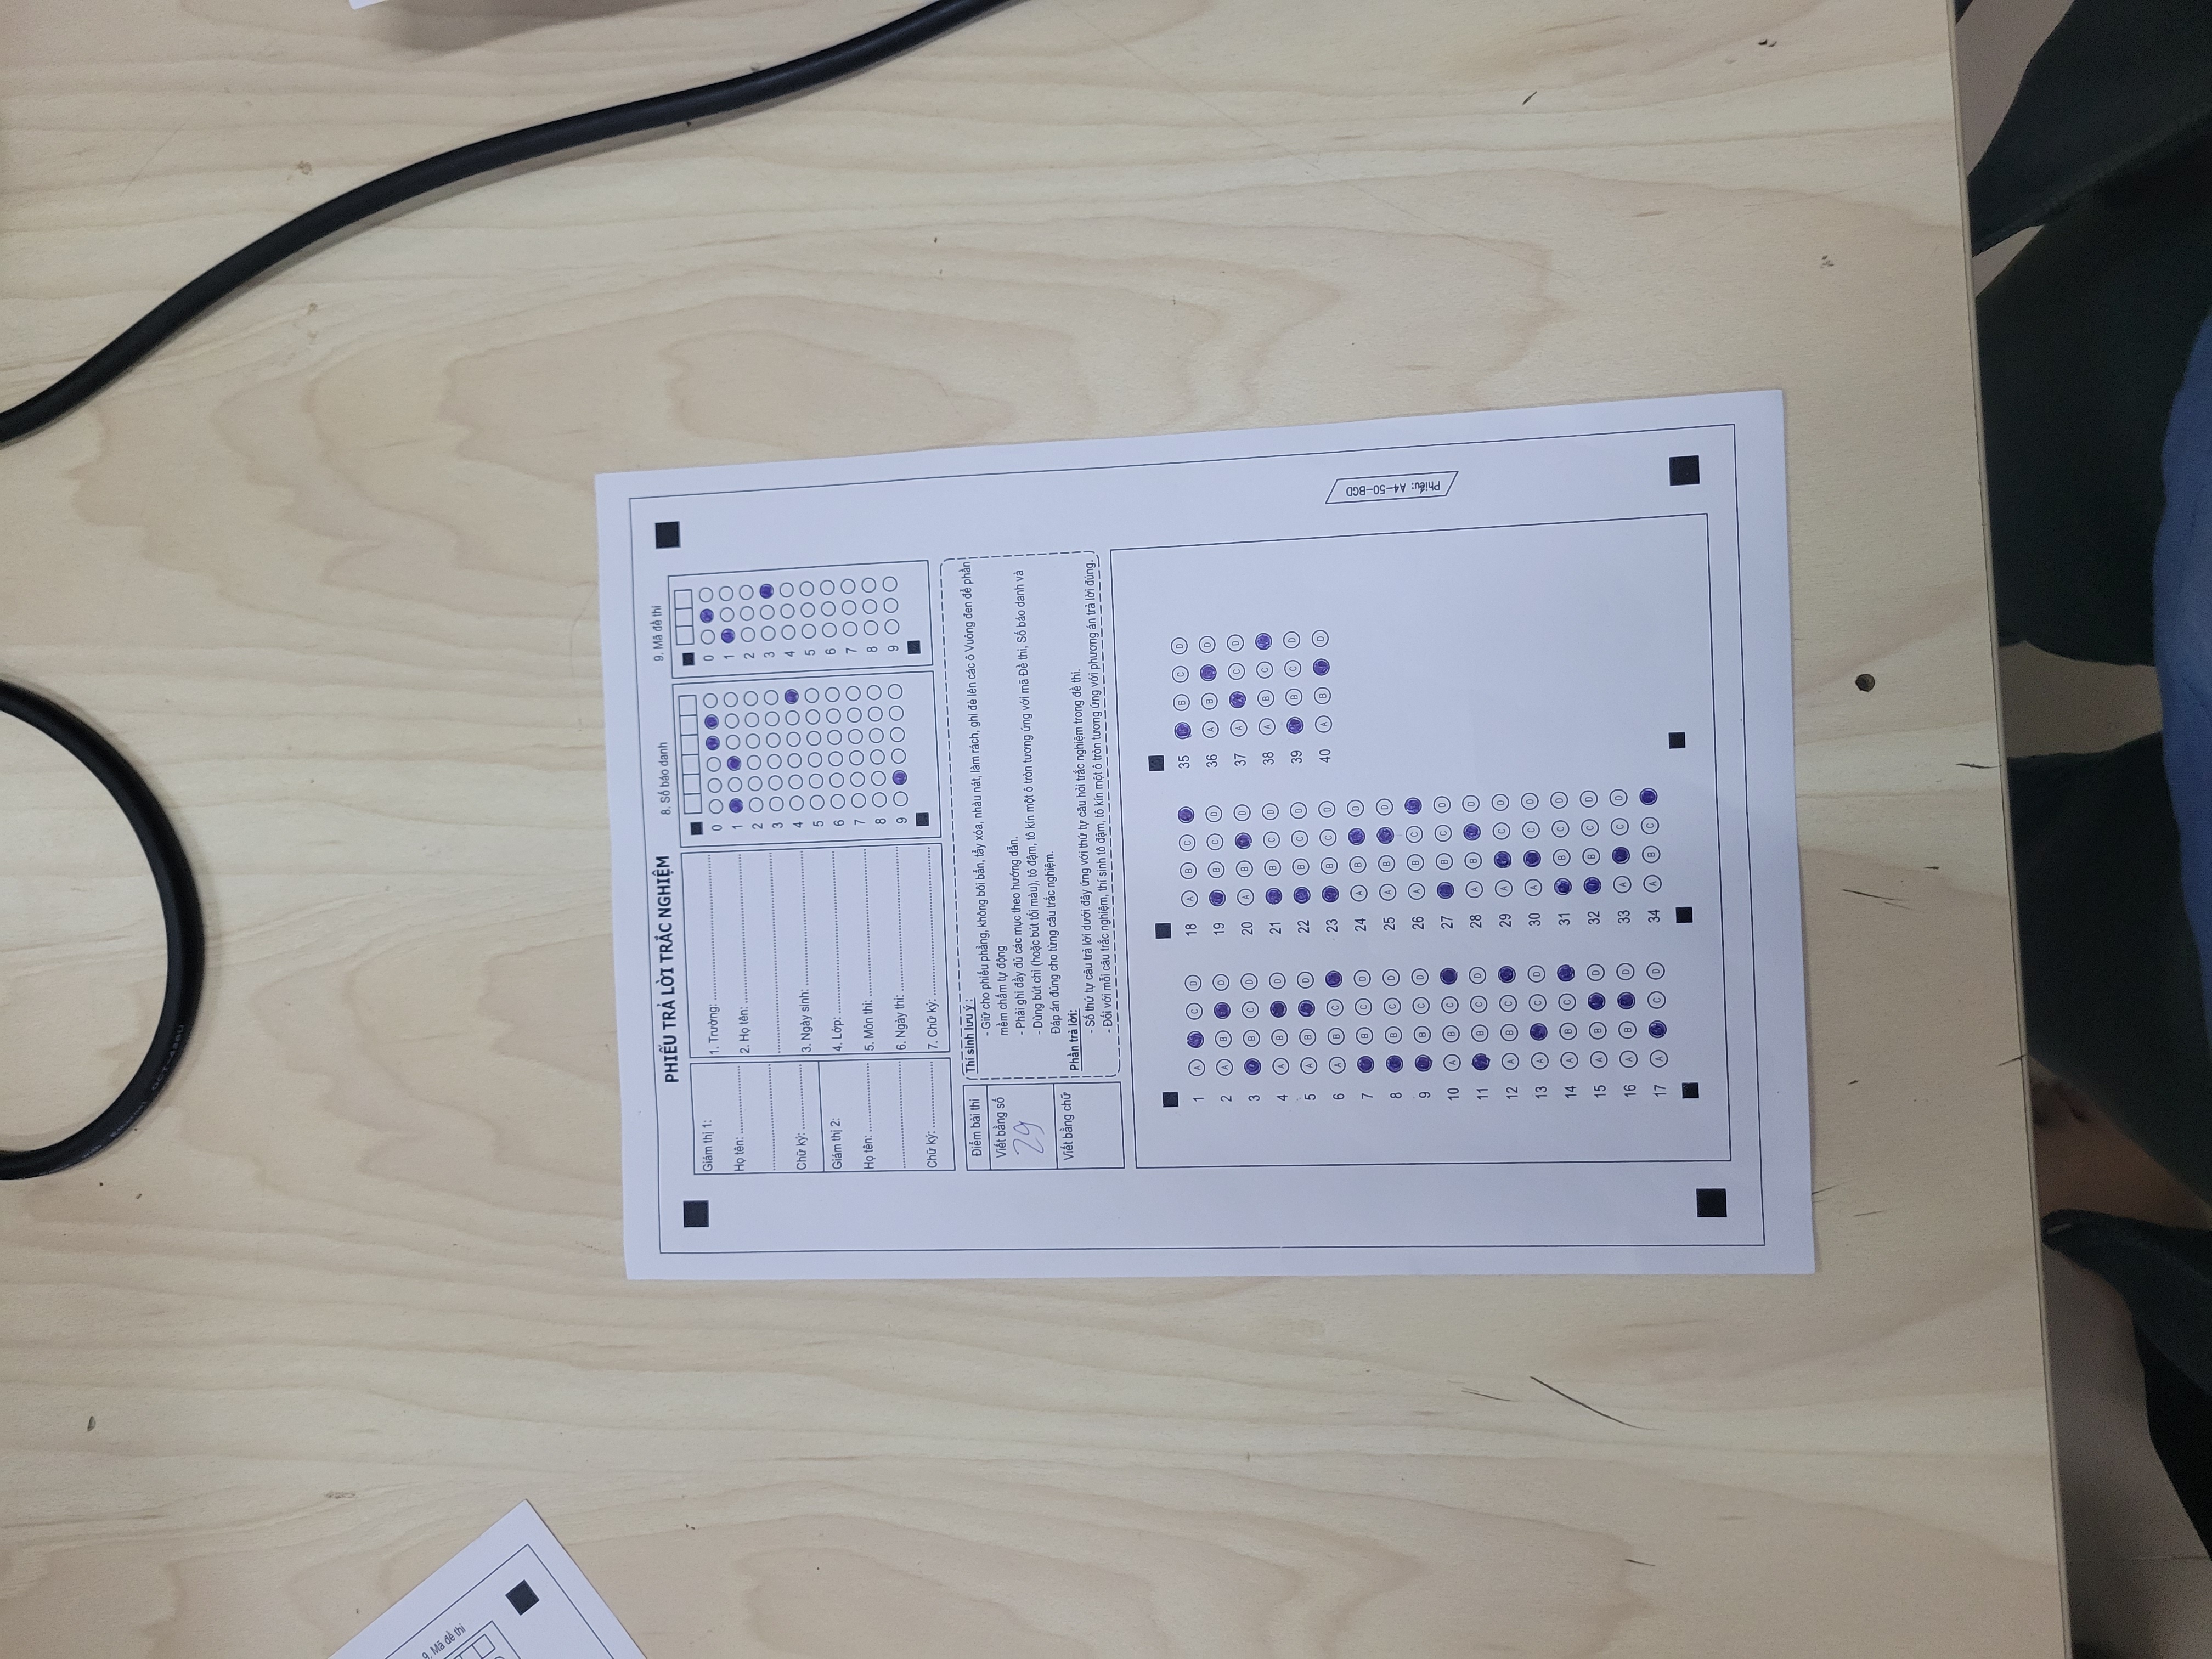 PHIẾU TRẢ LỜI TRẮC NGHIỆM
8. Số báo danh
9. Mã đề thi
Giám thị 1:
Họ tên:
Chữ ký:
Giám thị 2:
Họ tên:
Chữ ký:
1. Trường:
2. Họ tên:
3. Ngày sinh:
4. Lớp:
5. Môn thi:
6. Ngày thi:
7. Chữ ký:
0
1
2
3
4
5
6
7
8
9
0
1
2
3
4
5
6
7
8
9
Điểm bài thi
Viết bằng số
29
Viết bằng chữ
Thí sinh lưu ý :
- Giữ cho phiếu phẳng, không bôi bẩn, tẩy xóa, nhàu nát, làm rách, ghi đè lên các ô Vuông đen để phần
mềm chấm tự động
- Phải ghi đầy đủ các mục theo hướng dẫn.
- Dùng bút chì (hoặc bút tối màu), tô đậm, tô kín một ô tròn tương ứng với mã Đề thi, Số báo danh và
Đáp án đúng cho từng câu trắc nghiệm.
Phần trả lời:
- Số thứ tự câu trả lời dưới đây ứng với thứ tự câu hỏi trắc nghiệm trong đề thi.
- Đối với mỗi câu trắc nghiệm, thí sinh tô đậm, tô kín một ô tròn tương ứng với phương án trả lời đúng.
1 A C D
2 A B D
3 B C D
4 A B D
5 A B D
6 A B C
7 B C D
8 B C D
9 B C D
10 A B C
11 B C D
12 A B C
13 A C D
14 A B C
15 A B D
16 A B D
17 A C D
18 A B C
19 B C D
20 A B D
21 B C D
22 B C D
23 B C D
24 A B D
25 A B D
26 A B C
27 B C D
28 A B D
29 A C D
30 A C D
31 B C D
32 B C D
33 A C D
34 A B C
35 B C D
36 A B D
37 A C D
38 A B C
39 B C D
40 A B D
Phiếu: A4-50-BGD
9. Mã đề thi